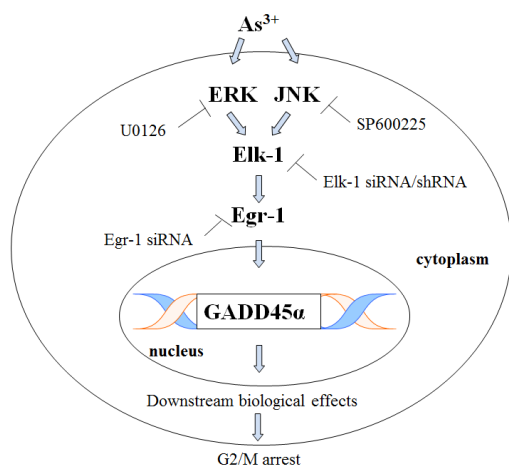 As³⁺
ERK JNK
U0126
SP600225
Elk-1
Elk-1 siRNA/shRNA
Egr-1
Egr-1 siRNA
cytoplasm
GADD45α
nucleus
Downstream biological effects
G2/M arrest